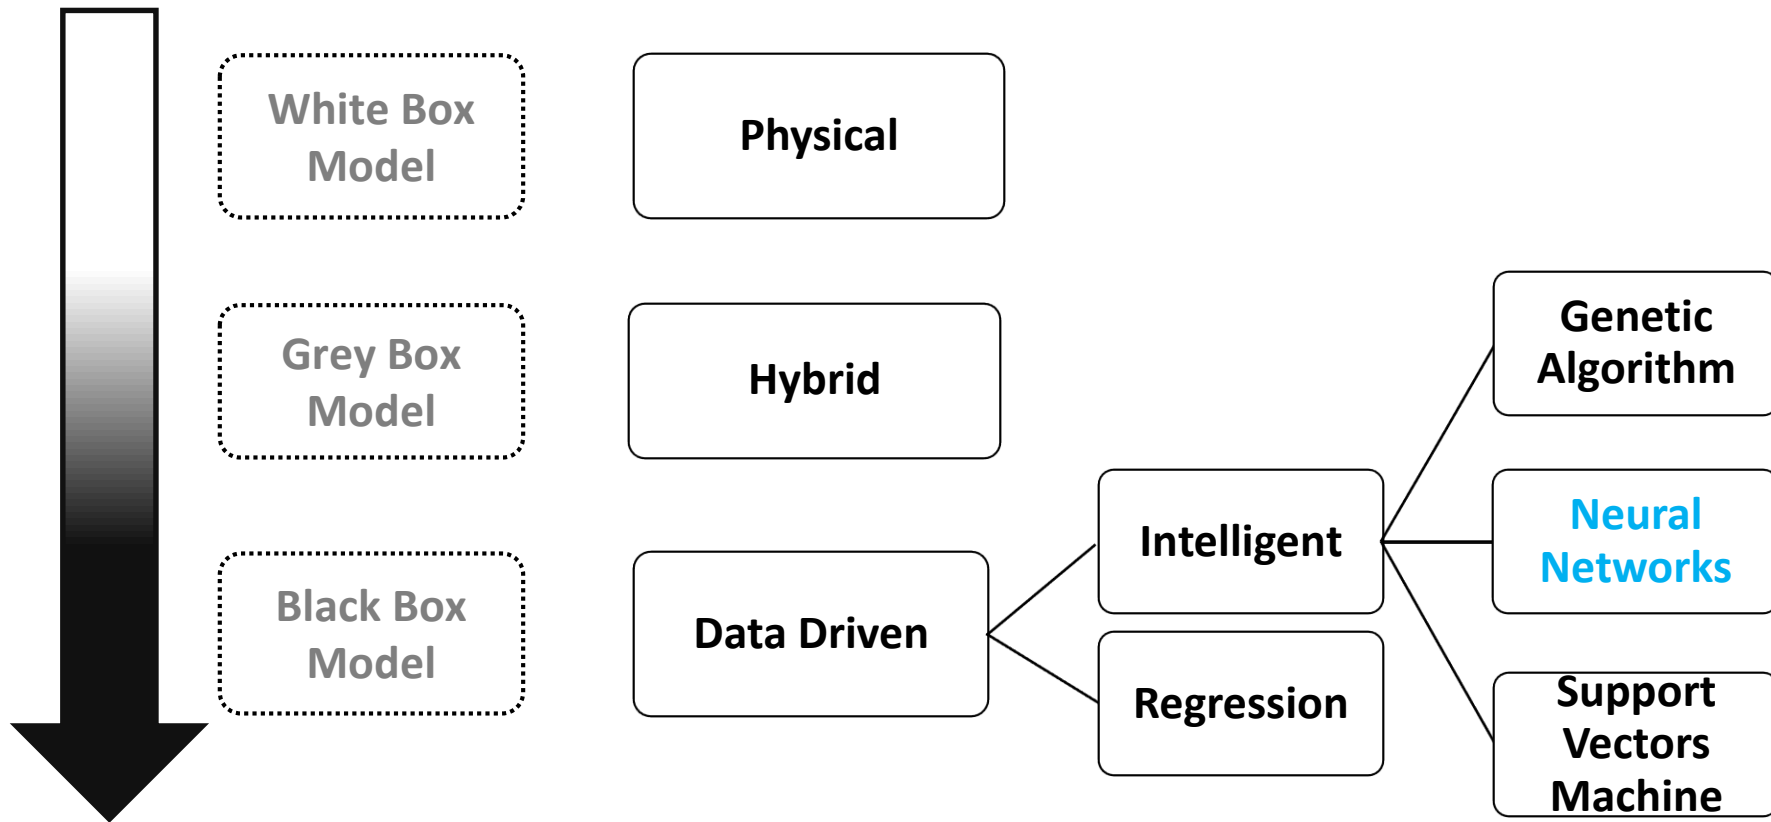 White Box
Model
Physical
Grey Box
Model
Hybrid
Black Box
Model
Data Driven
Intelligent
Regression
Genetic
Algorithm
Neural
Networks
Support
Vectors
Machine